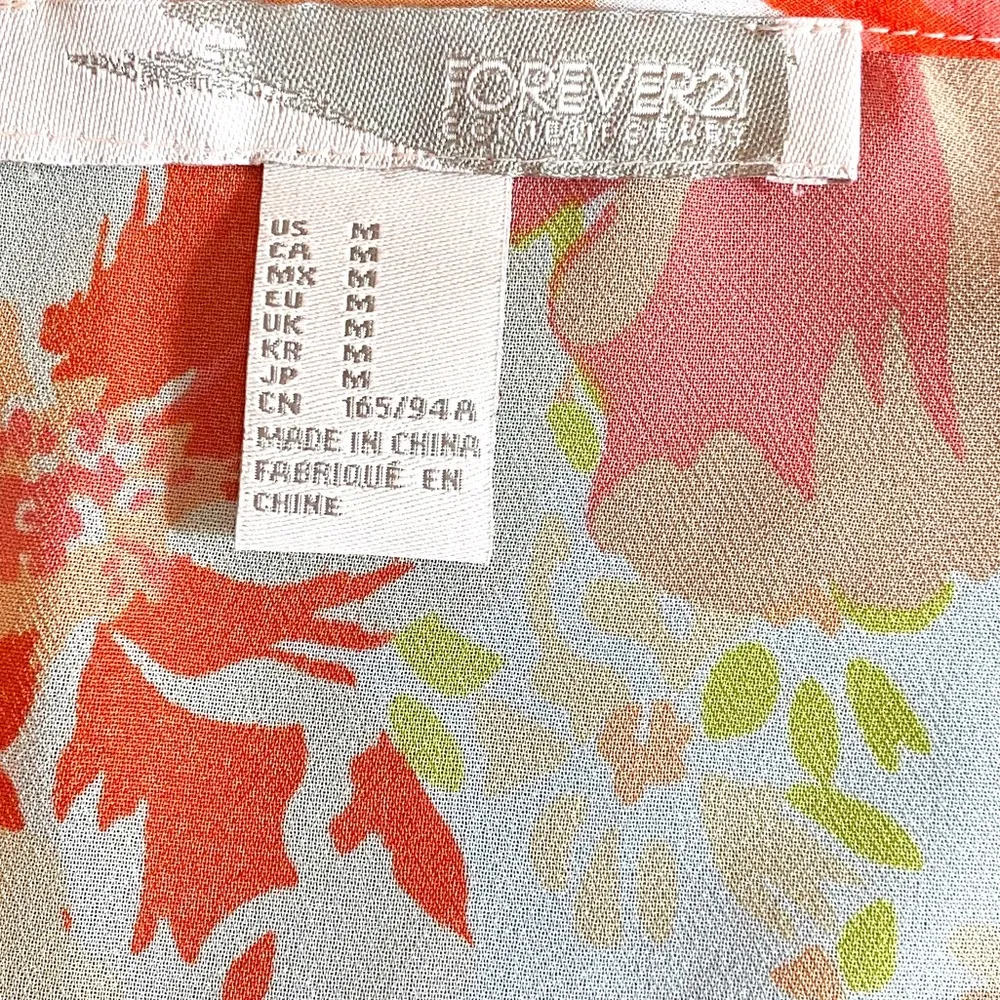 FOREVER21
US M
CA M
MX M
EU M
UK M
KR M
JP M
CN 165/94A
MADE IN CHINA
FABRIQUÉ EN
CHINE